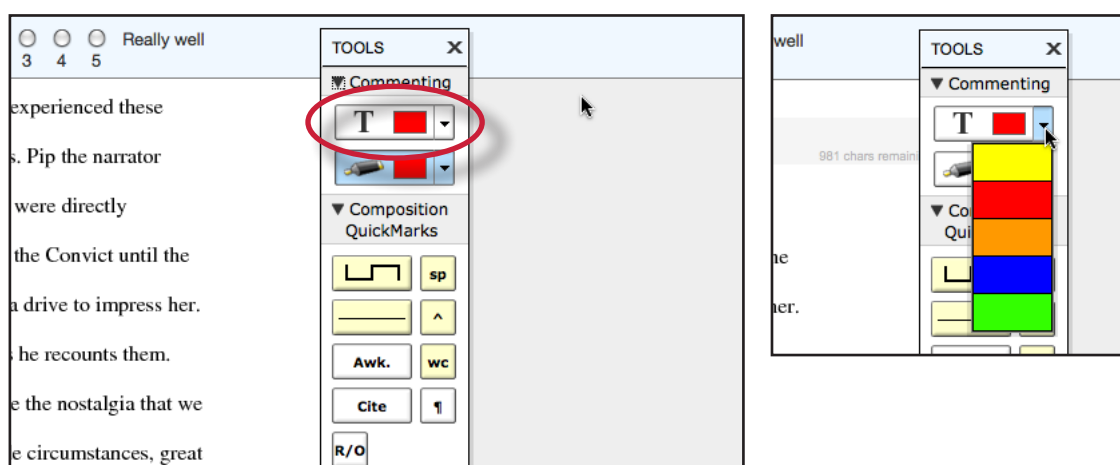 Really well
3 4 5
experienced these
s. Pip the narrator
were directly
the Convict until the
a drive to impress her.
he recounts them.
e the nostalgia that we
e circumstances, great
TOOLS X
Commenting
T
Composition
QuickMarks
sp
^
Awk. wc
Cite ¶
R/O
well
981 chars remaini
he
her.
TOOLS X
Commenting
T
Co
Qui